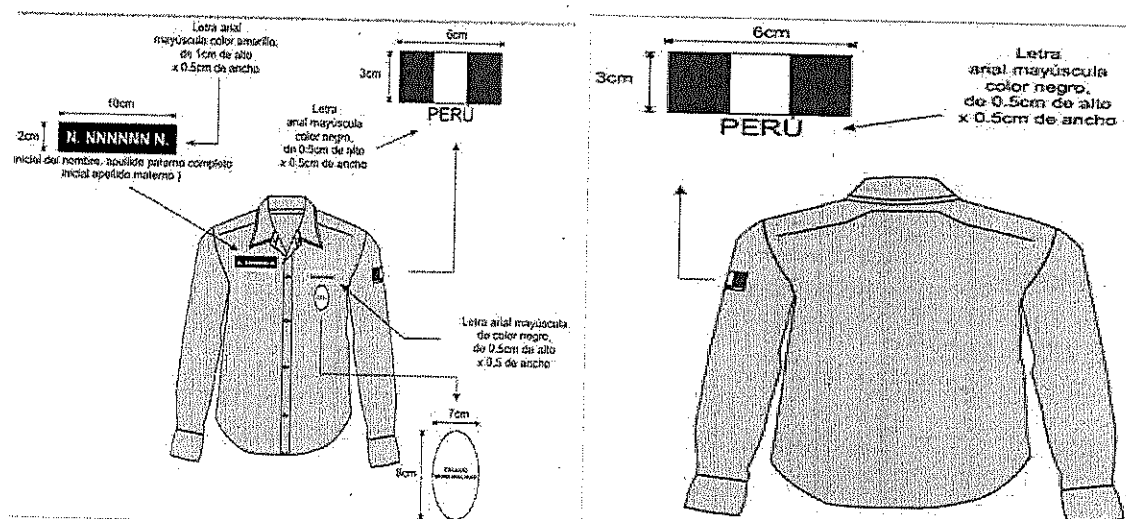 Letra arial
mayúscula color amarillo,
de 1cm de alto
x 0.5cm de ancho
10cm
2cm
N. NNNNNN N.
inicial del nombre, apellido paterno completo
inicial apellido materno )
6cm
3cm
PERÚ
Letra
arial mayúscula
color negro,
de 0.5cm de alto
x 0.5cm de ancho
Letra arial mayúscula
de color negro,
de 0.5cm de alto
x 0.5 de ancho
7cm
8cm
6cm
3cm
PERÚ
Letra
arial mayúscula
color negro,
de 0.5cm de alto
x 0.5cm de ancho